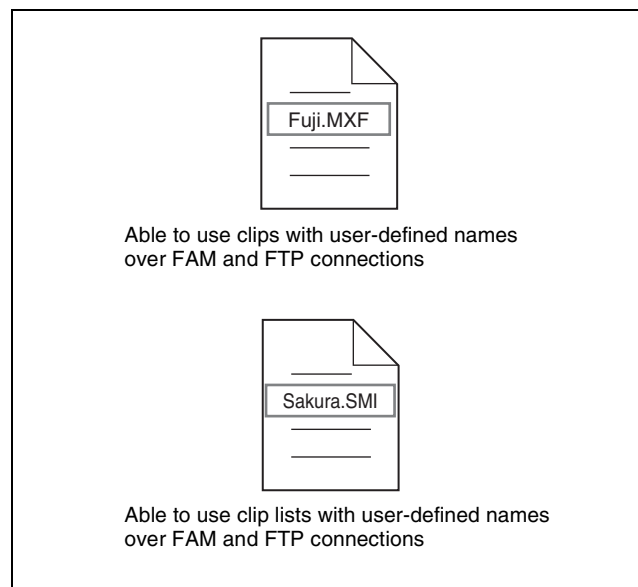 Fuji.MXF
Able to use clips with user-defined names
over FAM and FTP connections
Sakura.SMI
Able to use clip lists with user-defined names
over FAM and FTP connections